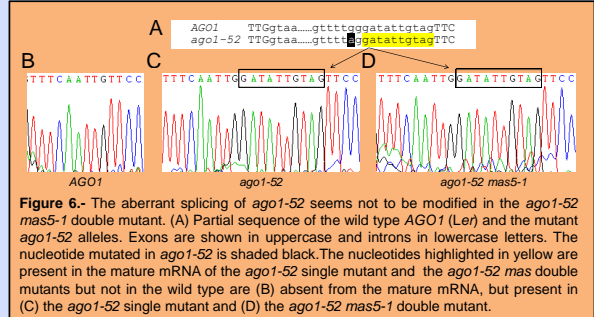 A
AGO1 TTGgtaa……gttttgggatattgtagTTC
ago1-52 TTGgtaa……gttttaggatattgtagTTC
B C D
GTTTCAATTGTTCC TTTCAATTGGATATTGTAGTTCC TTTCAATTGGATATTGTAGTTCC
AGO1 ago1-52 ago1-52 mas5-1
Figure 6.- The aberrant splicing of ago1-52 seems not to be modified in the ago1-52
mas5-1 double mutant. (A) Partial sequence of the wild type AGO1 (Ler) and the mutant
ago1-52 alleles. Exons are shown in uppercase and introns in lowercase letters. The
nucleotide mutated in ago1-52 is shaded black.The nucleotides highlighted in yellow are
present in the mature mRNA of the ago1-52 single mutant and the ago1-52 mas double
mutants but not in the wild type are (B) absent from the mature mRNA, but present in
(C) the ago1-52 single mutant and (D) the ago1-52 mas5-1 double mutant.